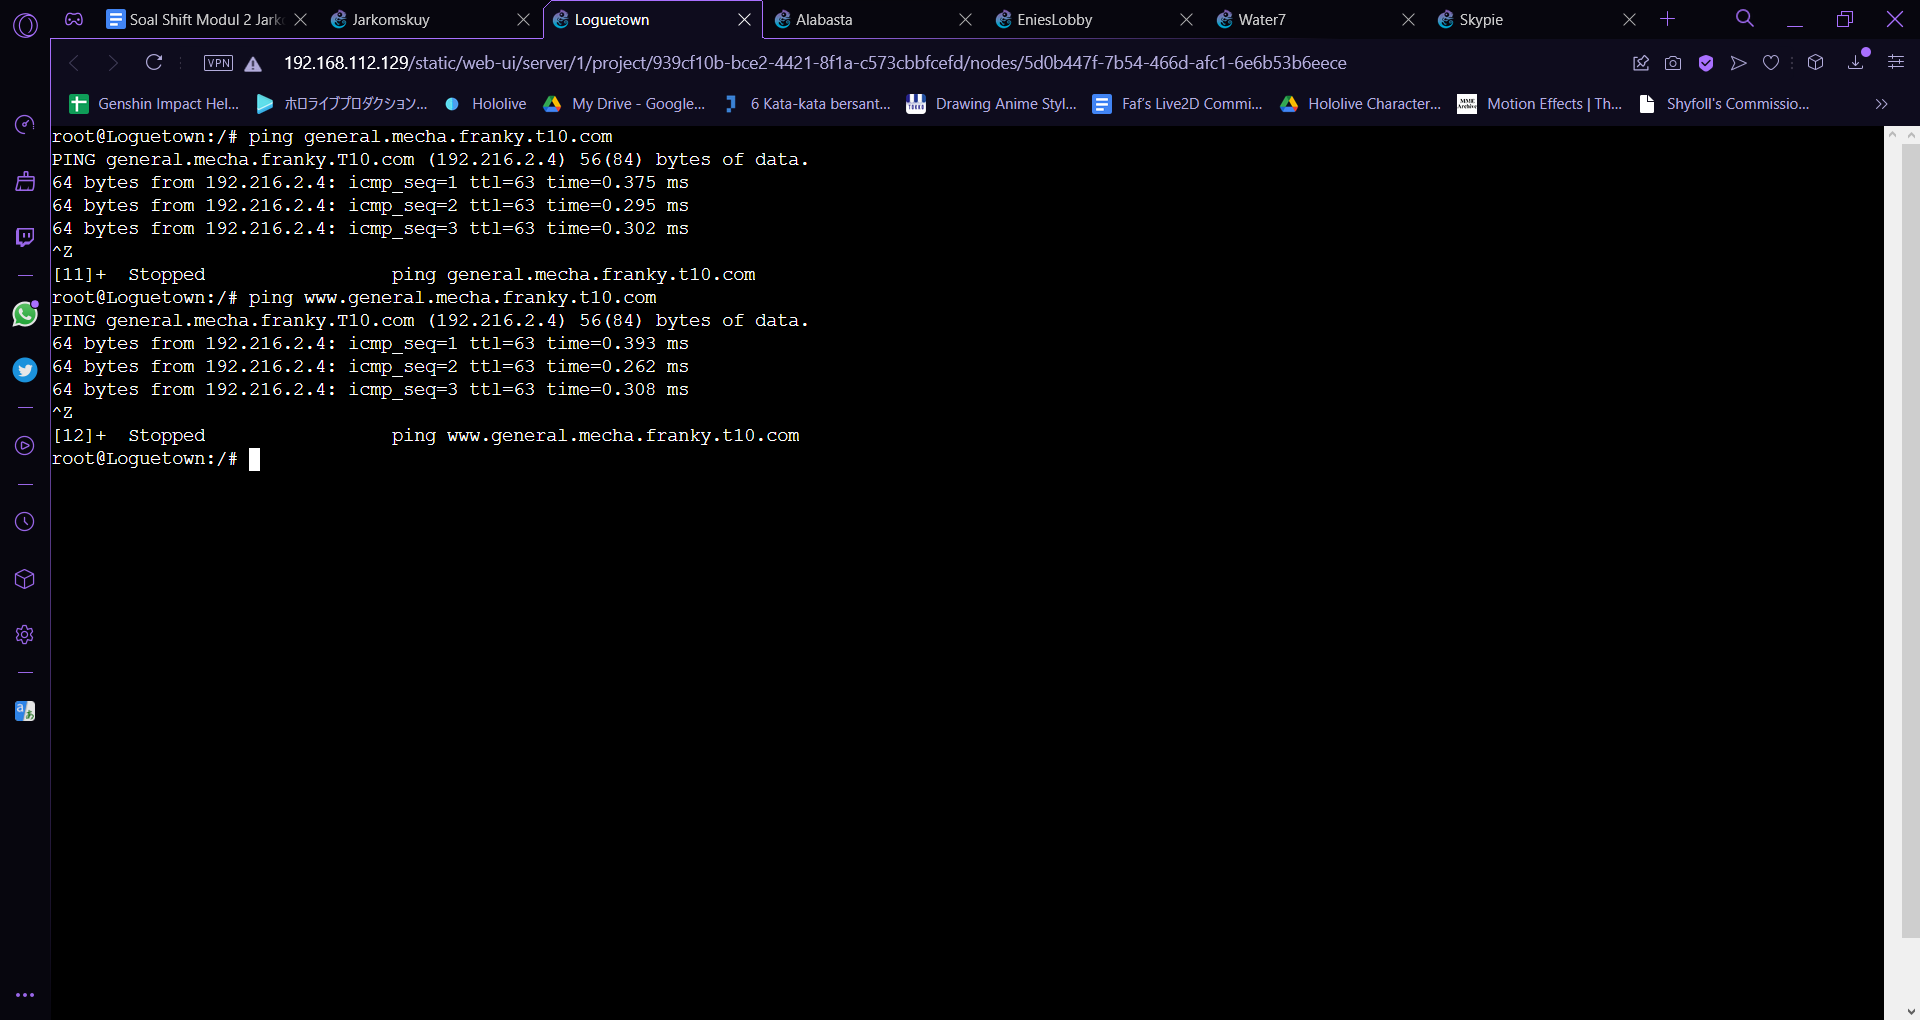 Soal Shift Modul 2 Jark
Jarkomskuy
Loguetown
Alabasta
EniesLobby
Water7
Skypie
VPN
192.168.112.129/static/web-ui/server/1/project/939cf10b-bce2-4421-8f1a-c573cbbfcefd/nodes/5d0b447f-7b54-466d-afc1-6e6b53b6eece
Genshin Impact Hel...
ホロライブプロダクション...
Hololive
My Drive - Google...
6 Kata-kata bersant...
Drawing Anime Styl...
Faf's Live2D Commi...
Hololive Character...
Motion Effects | Th...
Shyfoll's Commissio...
root@Loguetown:/# ping general.mecha.franky.t10.com
PING general.mecha.franky.T10.com (192.216.2.4) 56(84) bytes of data.
64 bytes from 192.216.2.4: icmp_seq=1 ttl=63 time=0.375 ms
64 bytes from 192.216.2.4: icmp_seq=2 ttl=63 time=0.295 ms
64 bytes from 192.216.2.4: icmp_seq=3 ttl=63 time=0.302 ms
^Z
[11]+  Stopped                 ping general.mecha.franky.t10.com
root@Loguetown:/# ping www.general.mecha.franky.t10.com
PING general.mecha.franky.T10.com (192.216.2.4) 56(84) bytes of data.
64 bytes from 192.216.2.4: icmp_seq=1 ttl=63 time=0.393 ms
64 bytes from 192.216.2.4: icmp_seq=2 ttl=63 time=0.262 ms
64 bytes from 192.216.2.4: icmp_seq=3 ttl=63 time=0.308 ms
^Z
[12]+  Stopped                 ping www.general.mecha.franky.t10.com
root@Loguetown:/#